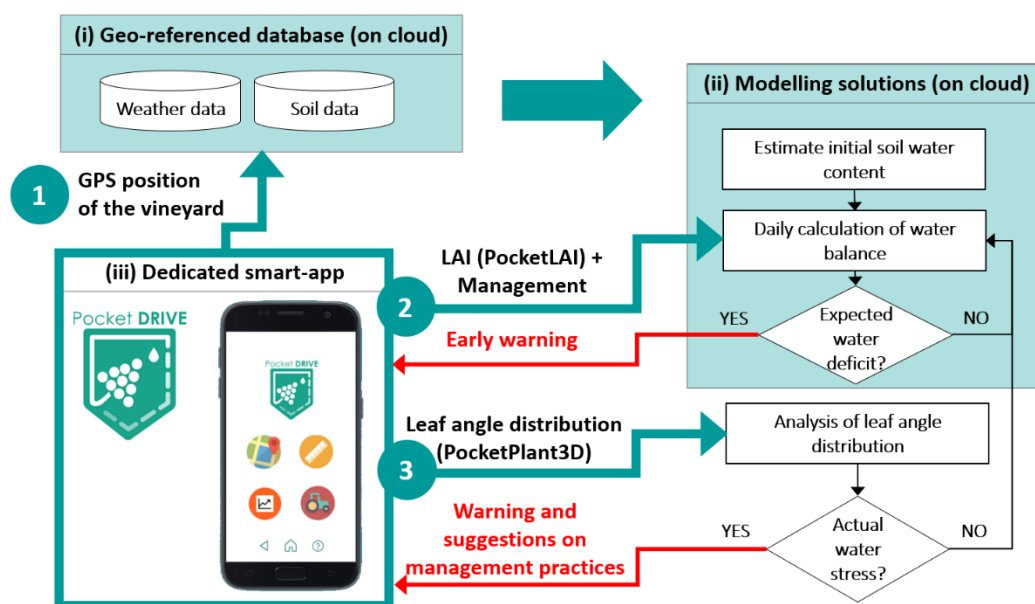 (i) Geo-referenced database (on cloud)
Weather data
Soil data
(ii) Modelling solutions (on cloud)
Estimate initial soil water
content
1
GPS position
of the vineyard
Daily calculation of water
balance
(iii) Dedicated smart-app
2
LAI (PocketLAI) +
Management
Pocket DRIVE
YES
Expected
water
deficit?
NO
Early warning
Pocket DRIVE
3
Leaf angle distribution
(PocketPlant3D)
Analysis of leaf angle
distribution
Warning and
suggestions on
management practices
YES
Actual
water
stress?
NO